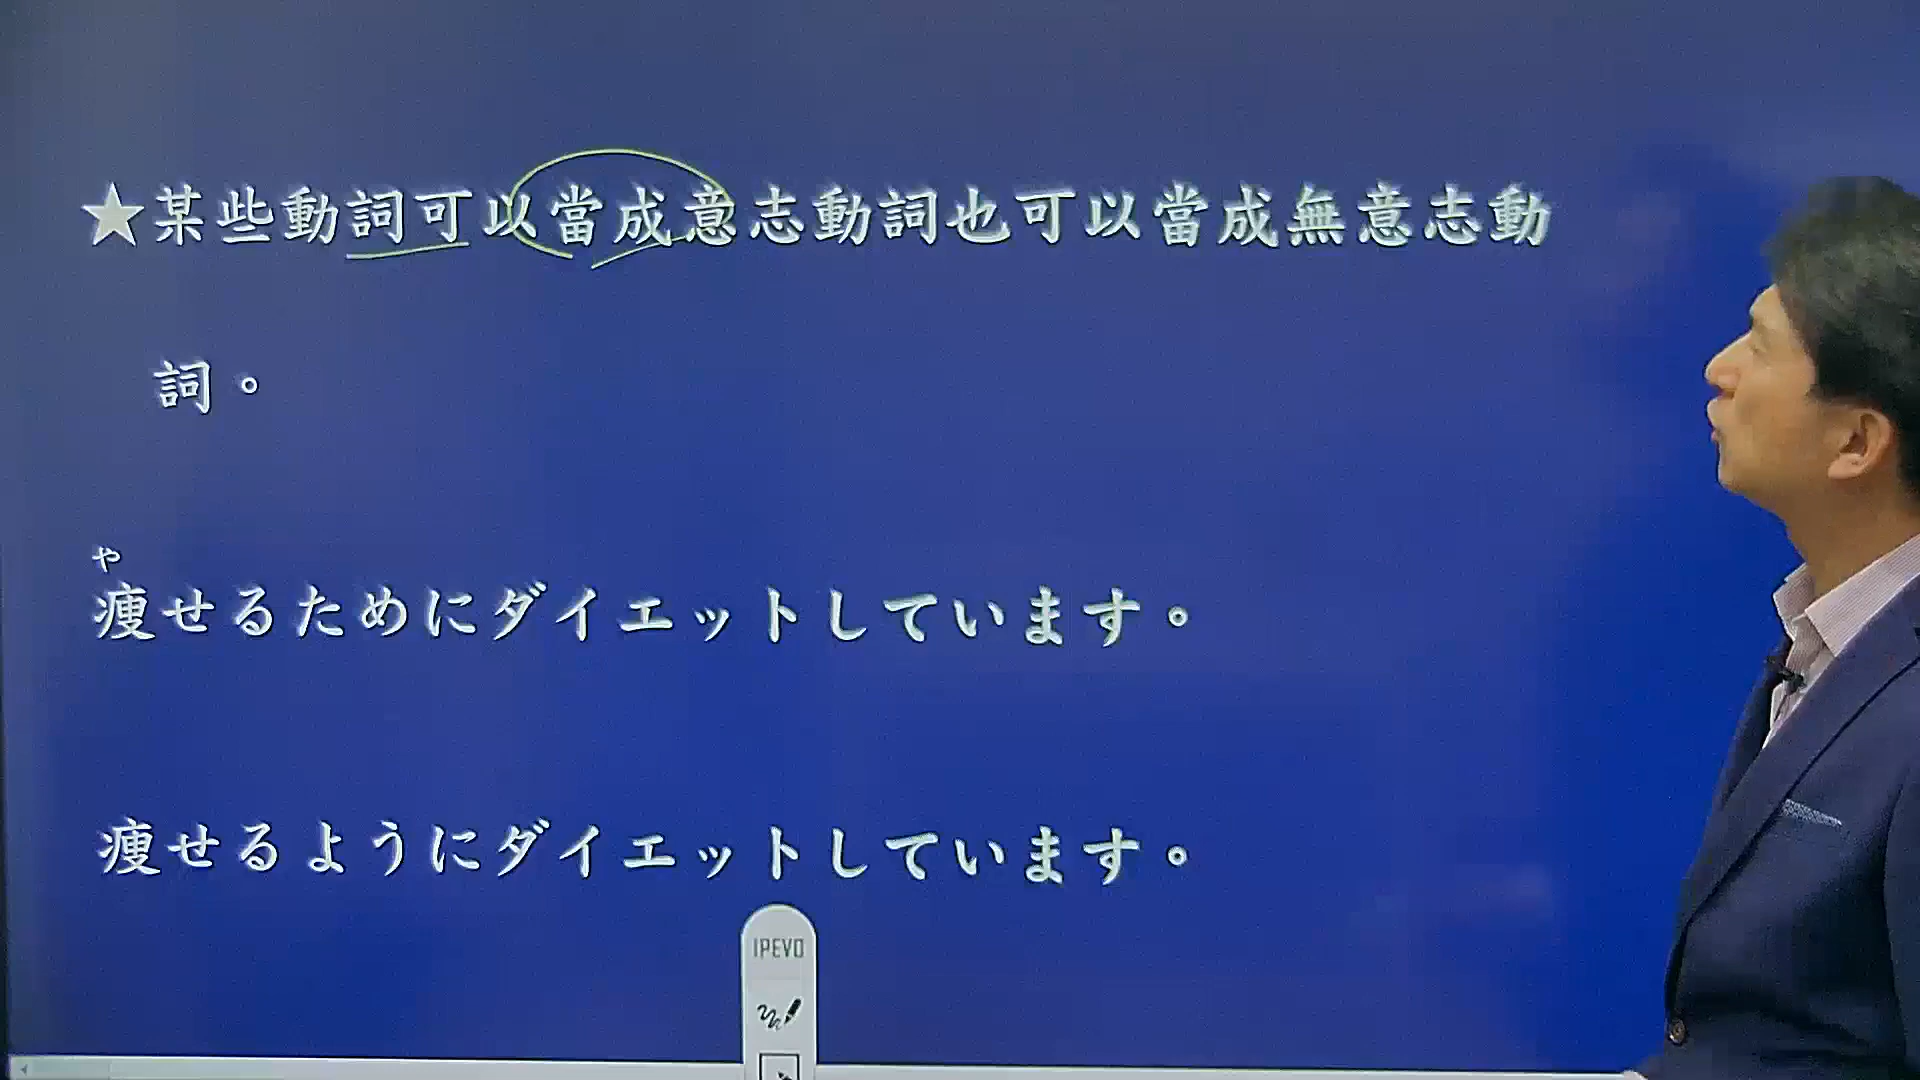 ★某些動詞可以當成意志動詞也可以當成無意志動
詞。
や
痩せるためにダイエットしています。
痩せるようにダイエットしています。
IPEVO